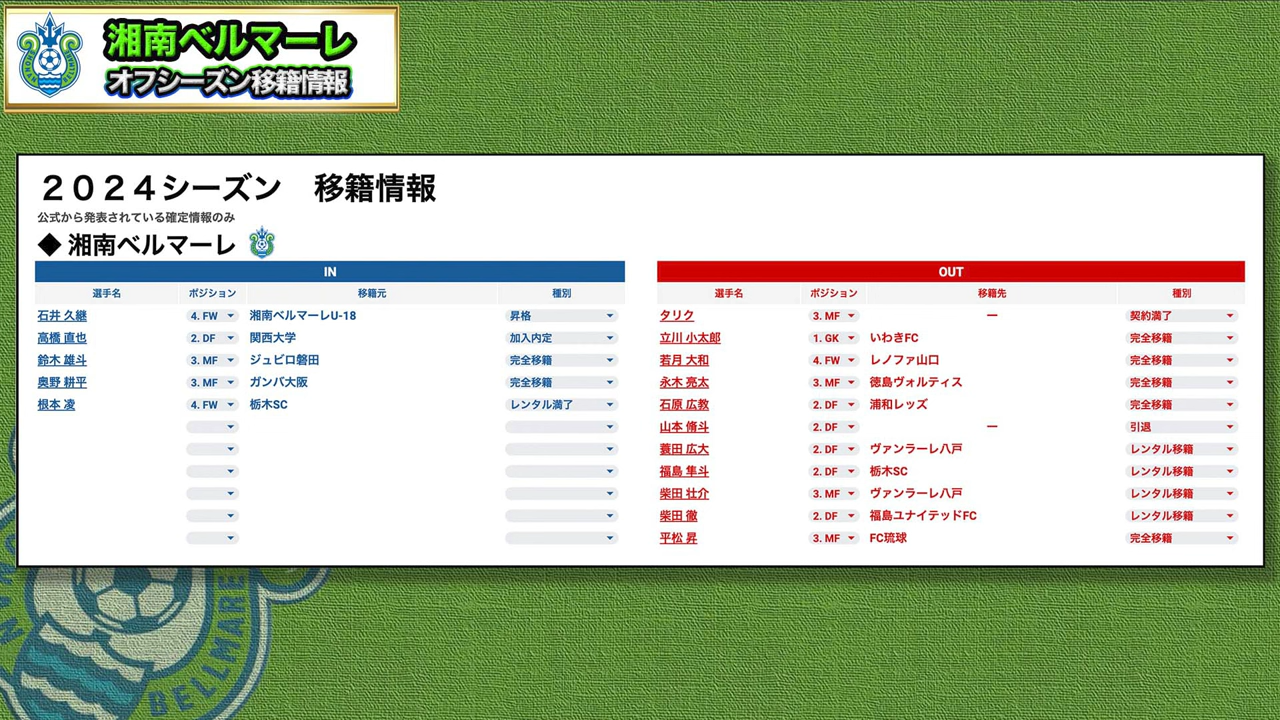 湘南ベルマーレ
オフシーズン移籍情報
2024シーズン 移籍情報
公式から発表されている確定情報のみ
◆ 湘南ベルマーレ
IN
選手名 ポジション 移籍元 種別
石井 久継 4. FW 湘南ベルマーレU-18 昇格
高橋 直也 2. DF 関西大学 加入内定
鈴木 雄斗 3. MF ジュビロ磐田 完全移籍
奥野 耕平 3. MF ガンバ大阪 完全移籍
根本 凌 4. FW 栃木SC レンタル満了
OUT
選手名 ポジション 移籍先 種別
タリク 3. MF ー 契約満了
立川 小太郎 1. GK いわきFC 完全移籍
若月 大和 4. FW レノファ山口 完全移籍
永木 亮太 3. MF 徳島ヴォルティス 完全移籍
石原 広教 2. DF 浦和レッズ 完全移籍
山本 脩斗 2. DF ー 引退
蓑田 広大 2. DF ヴァンラーレ八戸 レンタル移籍
福島 隼斗 2. DF 栃木SC レンタル移籍
柴田 壮介 3. MF ヴァンラーレ八戸 レンタル移籍
柴田 徹 2. DF 福島ユナイテッドFC レンタル移籍
平松 昇 3. MF FC琉球 完全移籍
BELLMARE